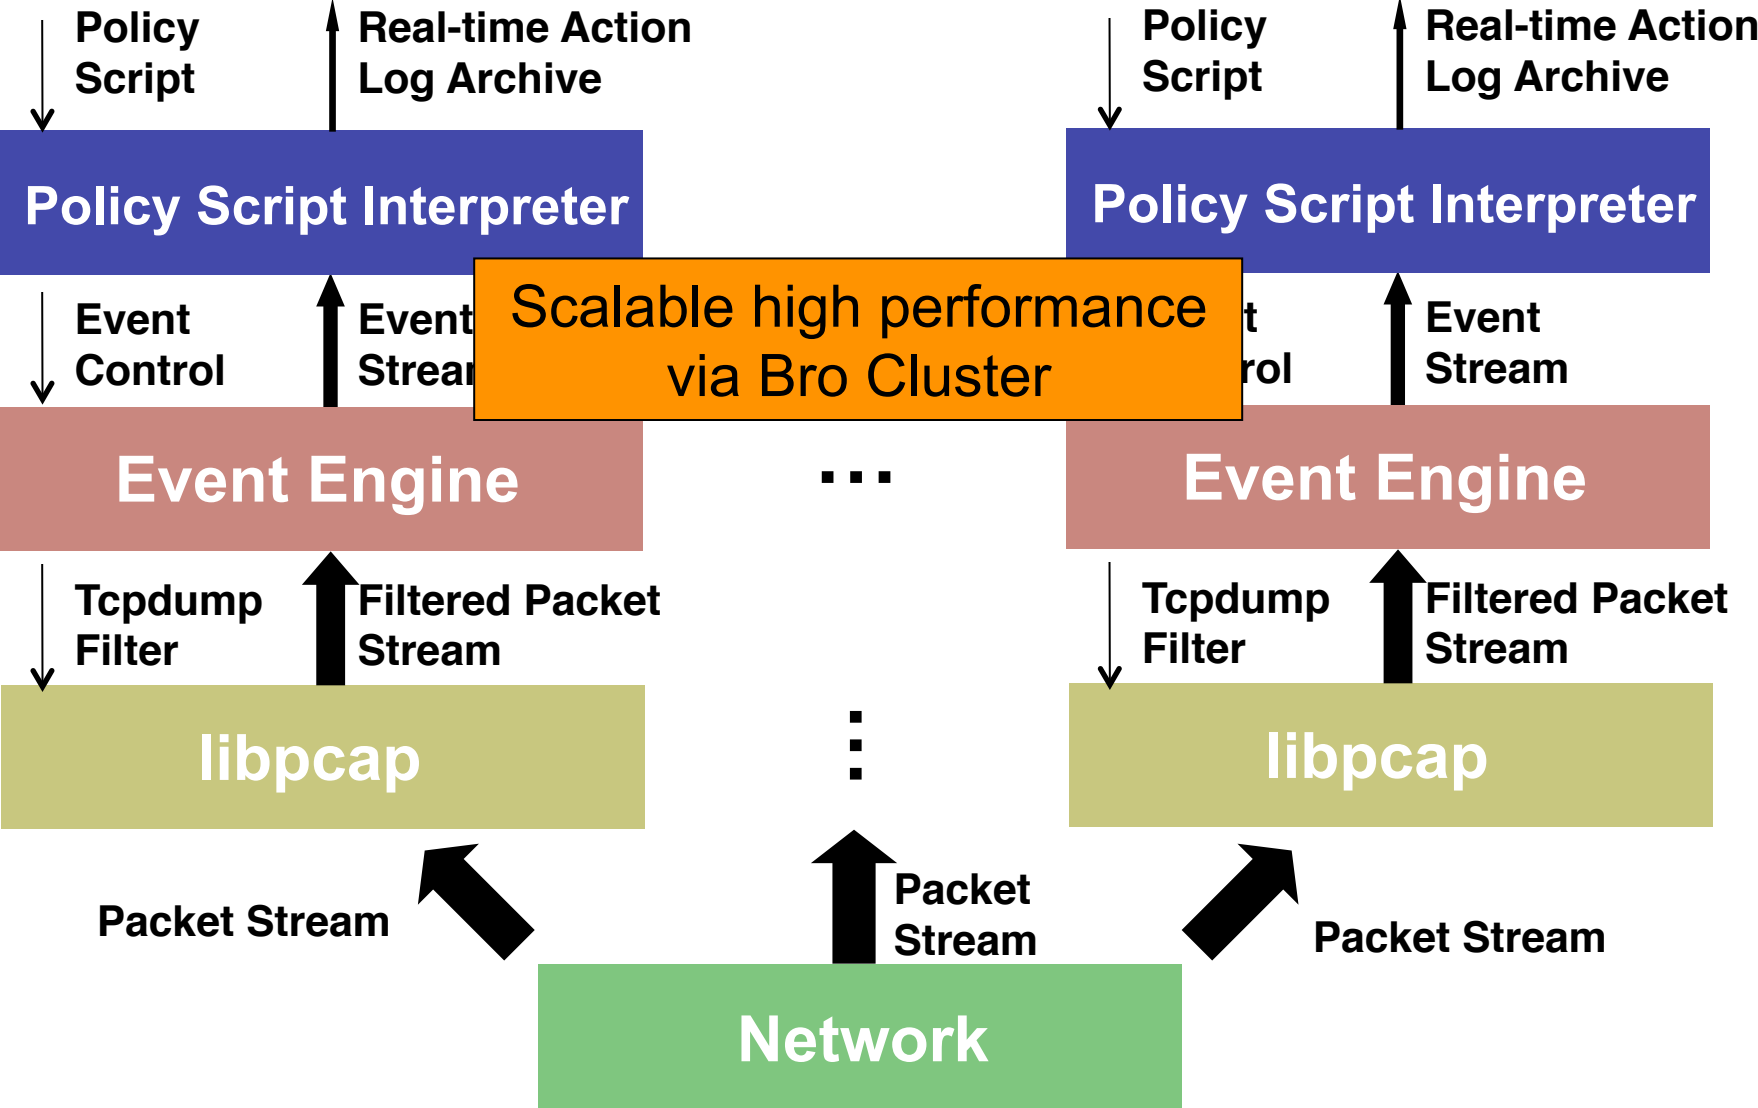 Policy
Script
Real-time Action
Log Archive
Policy
Script
Real-time Action
Log Archive
Policy Script Interpreter
Policy Script Interpreter
Scalable high performance
via Bro Cluster
Event
Control
Event
Event
Stream
Event Engine
...
Event Engine
Tcpdump
Filter
Filtered Packet
Stream
Tcpdump
Filter
Filtered Packet
Stream
libpcap
libpcap
Packet Stream
Packet
Stream
Packet Stream
Network